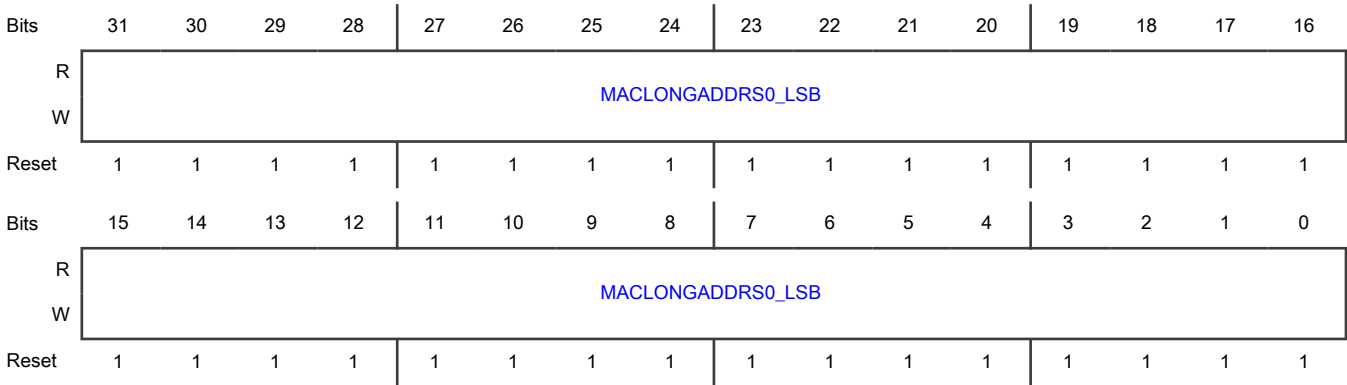 Bits 31 30 29 28 27 26 25 24 23 22 21 20 19 18 17 16
R
MACLONGADDRS0_LSB
W
Reset 1 1 1 1 1 1 1 1 1 1 1 1 1 1 1 1
Bits 15 14 13 12 11 10 9 8 7 6 5 4 3 2 1 0
R
MACLONGADDRS0_LSB
W
Reset 1 1 1 1 1 1 1 1 1 1 1 1 1 1 1 1